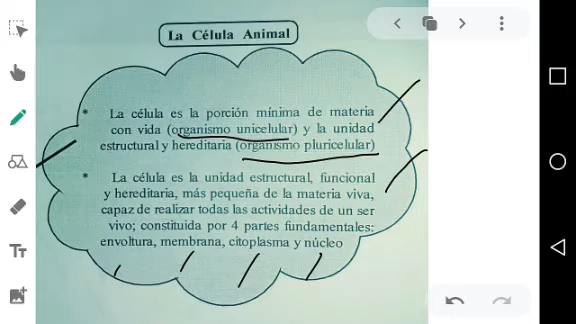 La Célula Animal
* La célula es la porción mínima de materia
con vida (organismo unicelular) y la unidad
estructural y hereditaria (organismo pluricelular)
* La célula es la unidad estructural, funcional
y hereditaria, más pequeña de la materia viva,
capaz de realizar todas las actividades de un ser
vivo; constituida por 4 partes fundamentales:
envoltura, membrana, citoplasma y núcleo
Tт